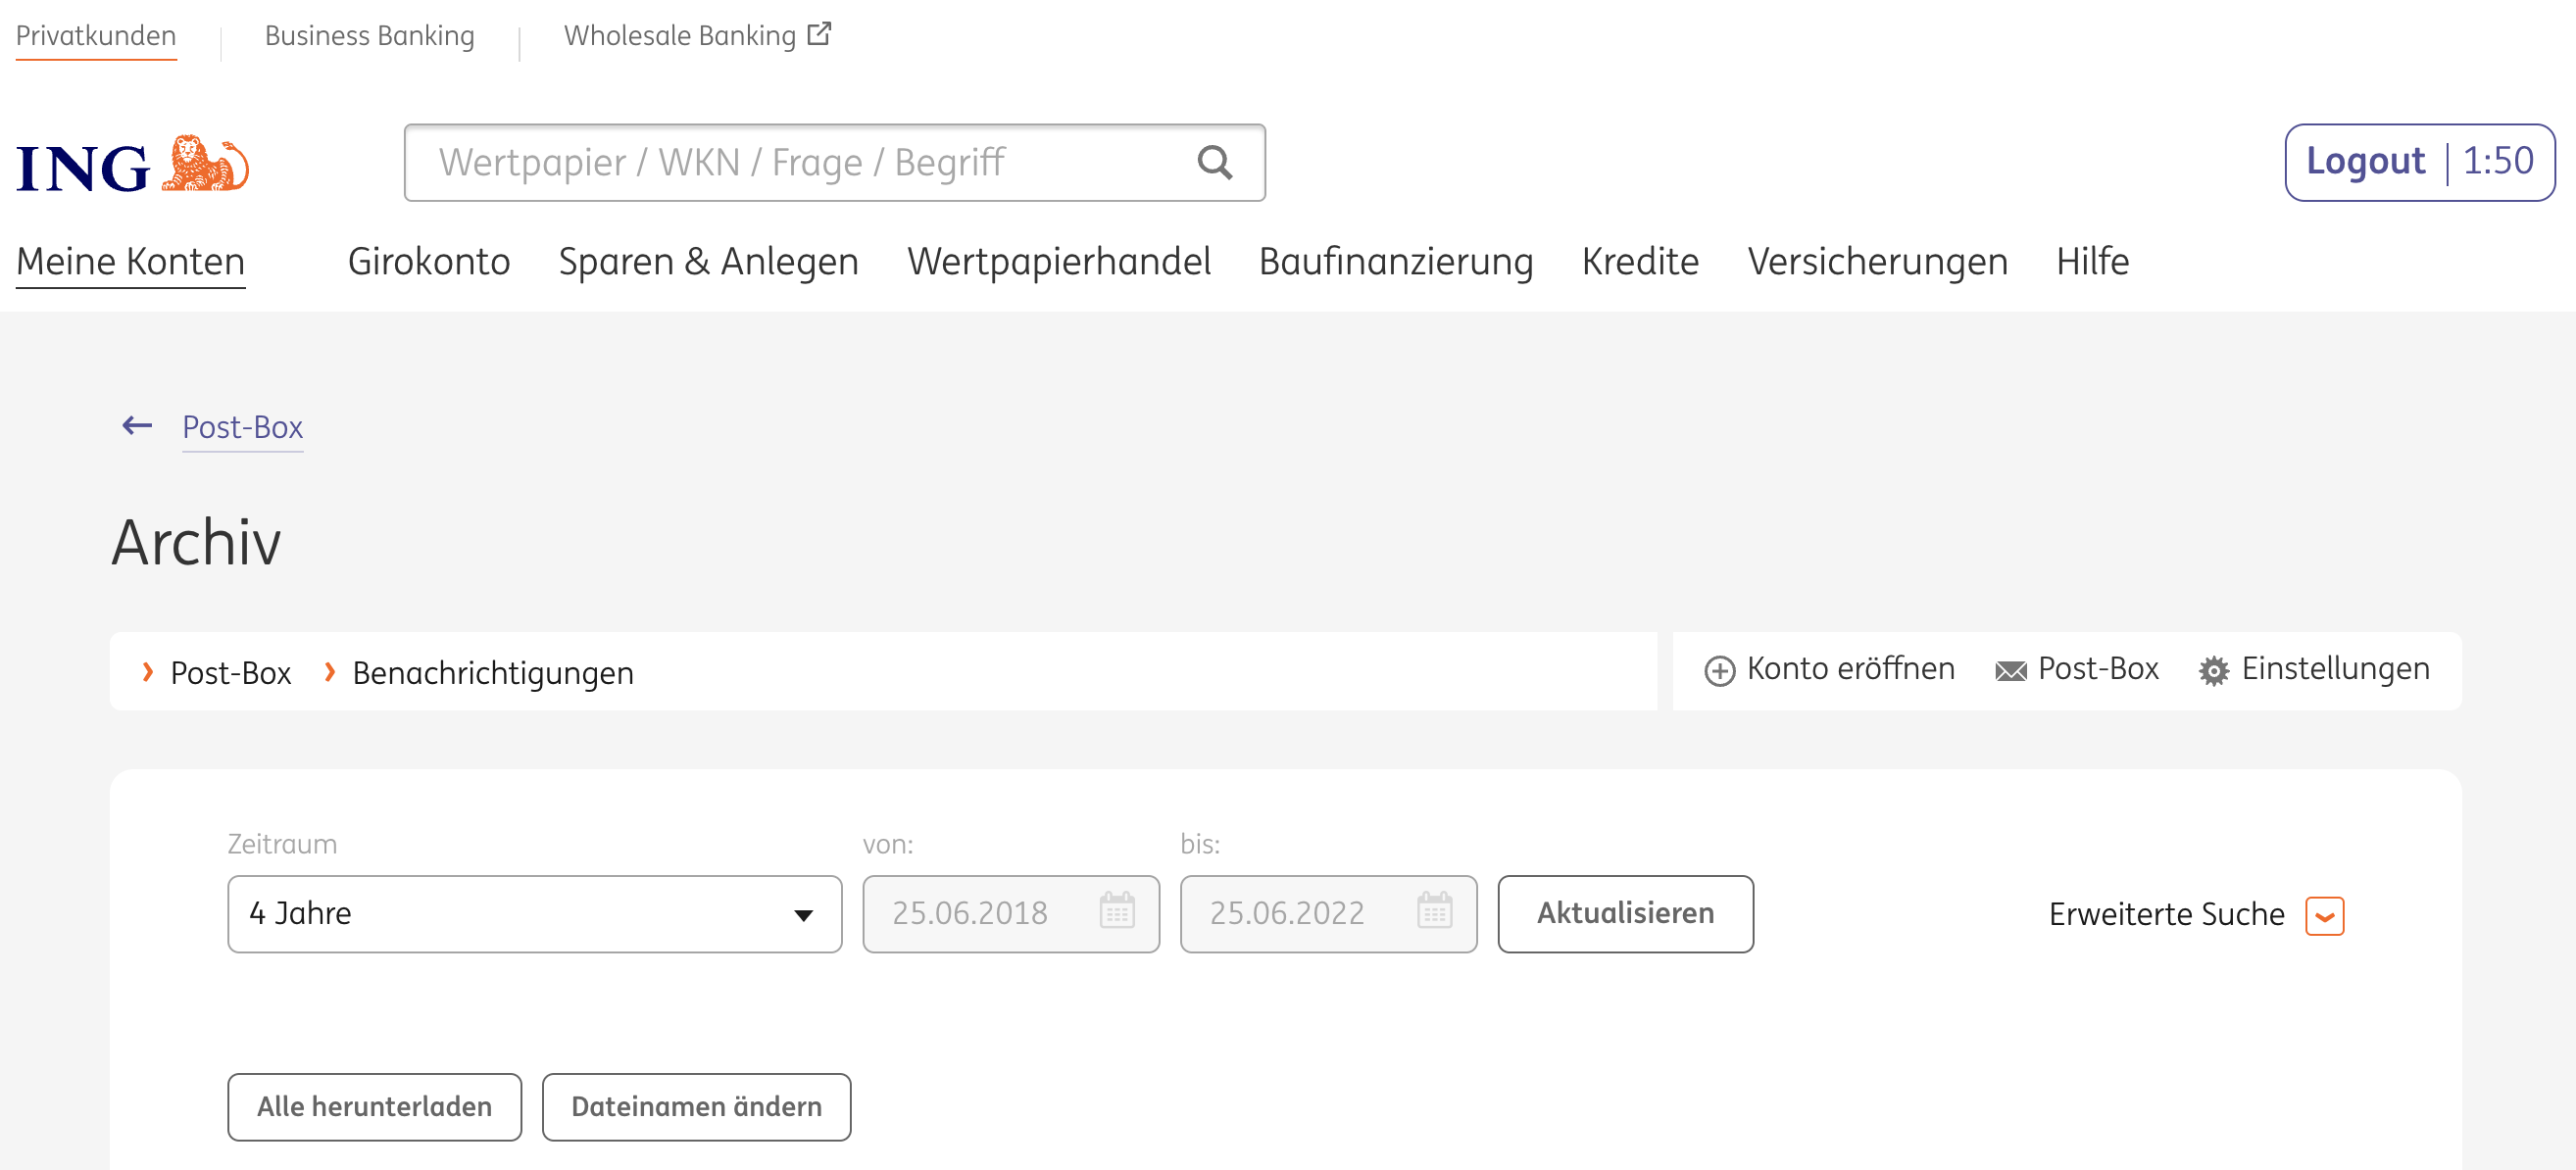 Privatkunden
Business Banking
Wholesale Banking
ING
Wertpapier / WKN / Frage / Begriff
Logout 1:50
Meine Konten
Girokonto
Sparen & Anlegen
Wertpapierhandel
Baufinanzierung
Kredite
Versicherungen
Hilfe
Post-Box
Archiv
Post-Box
Benachrichtigungen
Konto eröffnen
Post-Box
Einstellungen
Zeitraum
von:
bis:
4 Jahre
25.06.2018
25.06.2022
Aktualisieren
Erweiterte Suche
Alle herunterladen
Dateinamen ändern